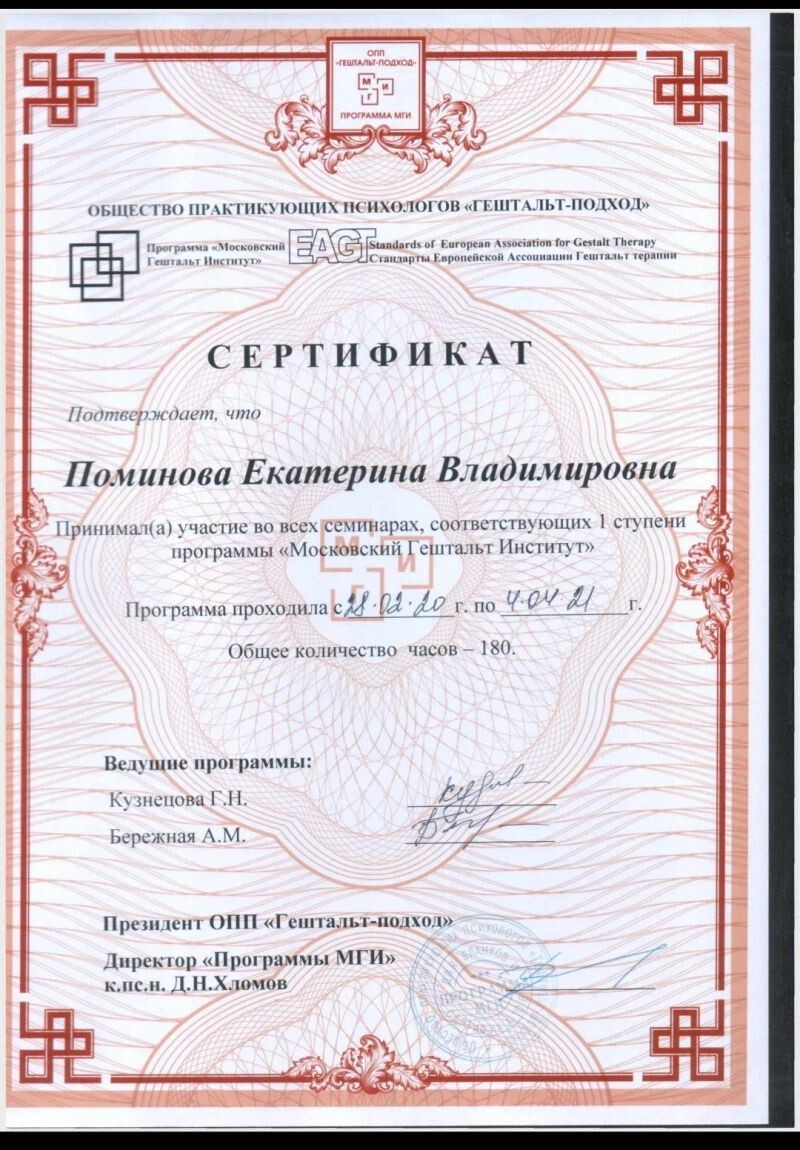 ОПП
«ГЕШТАЛЬТ-ПОДХОД»
М И
Г
ПРОГРАММА МГИ
ОБЩЕСТВО ПРАКТИКУЮЩИХ ПСИХОЛОГОВ «ГЕШТАЛЬТ-ПОДХОД»
Программа «Московский
Гештальт Институт»
EAGT
Standards of European Association for Gestalt Therapy
Стандарты Европейской Ассоциации Гештальт терапии
СЕРТИФИКАТ
Подтверждает, что
Поминова Екатерина Владимировна
Принимал(а) участие во всех семинарах, соответствующих 1 ступени
программы «Московский Гештальт Институт»
М И
Г
Программа проходила с 28.02.20 г. по 4.04.21 г.
Общее количество часов – 180.
Ведущие программы:
Кузнецова Г.Н.
Бережная А.М.
Президент ОПП «Гештальт-подход»
Директор «Программы МГИ»
к.пс.н. Д.Н.Хломов